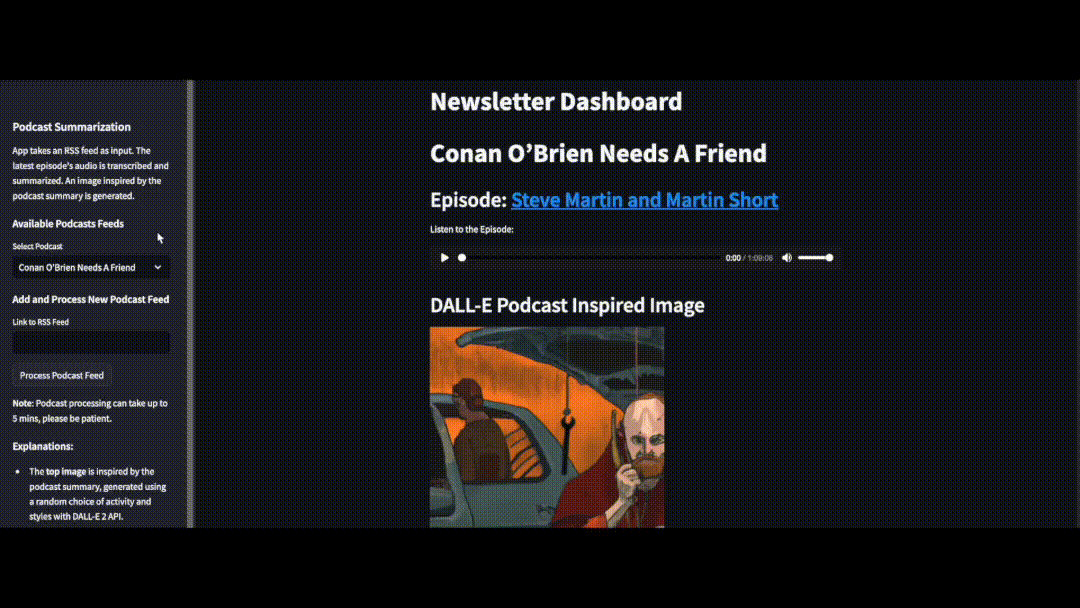 Podcast Summarization
App takes an RSS feed as input. The
latest episode's audio is transcribed and
summarized. An image inspired by the
podcast summary is generated.
Available Podcasts Feeds
Select Podcast
Conan O'Brien Needs A Friend
Add and Process New Podcast Feed
Link to RSS Feed
Process Podcast Feed
Note: Podcast processing can take up to
5 mins, please be patient.
Explanations:
• The top image is inspired by the
podcast summary, generated using
a random choice of activity and
styles with DALL-E 2 API.
Newsletter Dashboard
Conan O’Brien Needs A Friend
Episode: Steve Martin and Martin Short
Listen to the Episode:
0:00 / 1:09:08
DALL-E Podcast Inspired Image